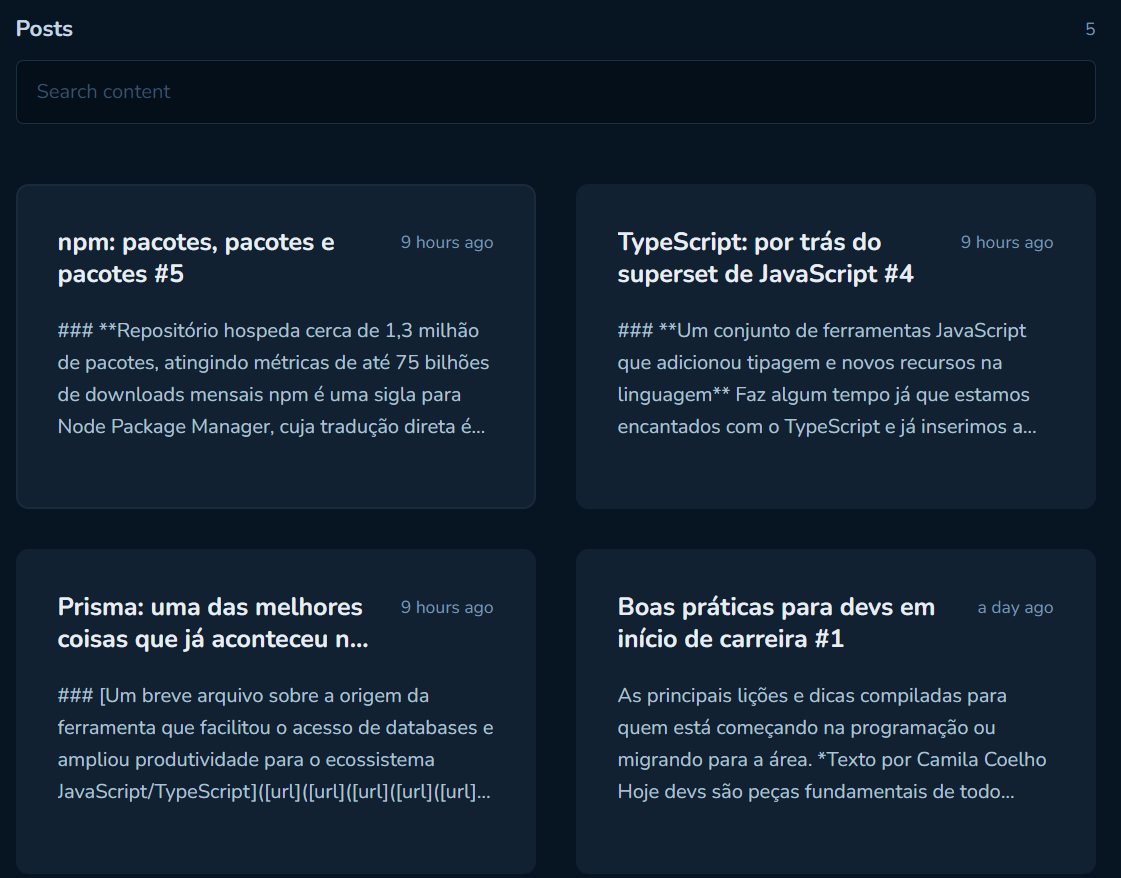 Posts
5
Search content
npm: pacotes, pacotes e
pacotes #5
9 hours ago
### **Repositório hospeda cerca de 1,3 milhão
de pacotes, atingindo métricas de até 75 bilhões
de downloads mensais npm é uma sigla para
Node Package Manager, cuja tradução direta é...
TypeScript: por trás do
superset de JavaScript #4
9 hours ago
### **Um conjunto de ferramentas JavaScript
que adicionou tipagem e novos recursos na
linguagem** Faz algum tempo já que estamos
encantados com o TypeScript e já inserimos a...
Prisma: uma das melhores
coisas que já aconteceu n...
9 hours ago
### [Um breve arquivo sobre a origem da
ferramenta que facilitou o acesso de databases e
ampliou produtividade para o ecossistema
JavaScript/TypeScript]([url]([url]([url]([url]([url]...
Boas práticas para devs em
início de carreira #1
a day ago
As principais lições e dicas compiladas para
quem está começando na programação ou
migrando para a área. *Texto por Camila Coelho
Hoje devs são peças fundamentais de todo...